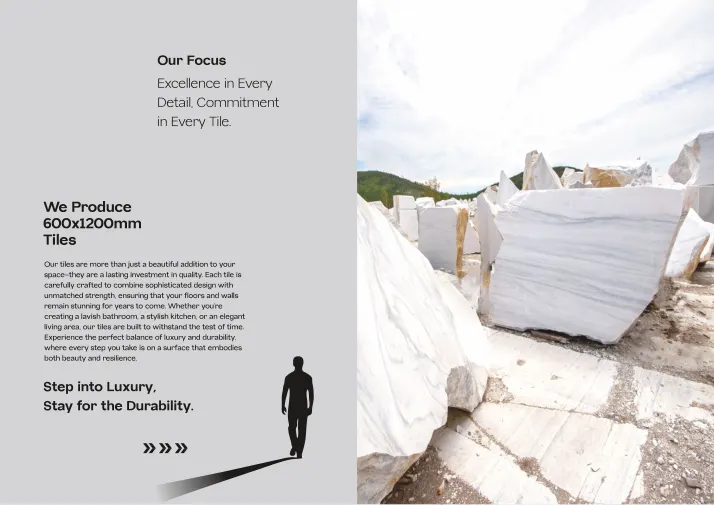 Our Focus
Excellence in Every
Detail, Commitment
in Every Tile.
We Produce
600x1200mm
Tiles
Our tiles are more than just a beautiful addition to your
space—they are a lasting investment in quality. Each tile is
carefully crafted to combine sophisticated design with
unmatched strength, ensuring that your floors and walls
remain stunning for years to come. Whether you're
creating a lavish bathroom, a stylish kitchen, or an elegant
living area, our tiles are built to withstand the test of time.
Experience the perfect balance of luxury and durability,
where every step you take is on a surface that embodies
both beauty and resilience.
Step into Luxury,
Stay for the Durability.